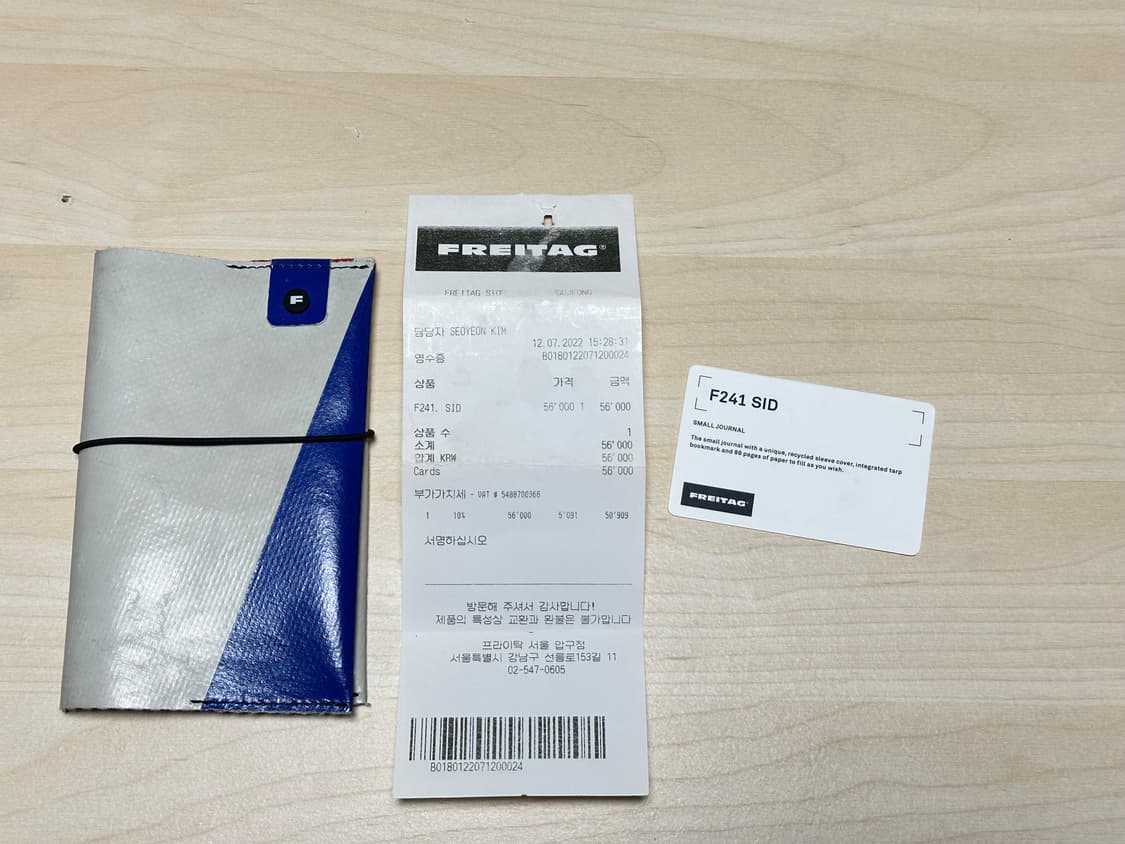 F
FREITAG®
FREITAG STO
담당자 SEOYEON KIM
12.07.2022 15:28:31
영수증 B0180122071200024
상품 가격 금액
F241. SID 56'000 1 56'000
상품 수 1
소계 56'000
합계 KRW 56'000
Cards 56'000
부가가치세 - VAT # 5488700366
1 10% 56'000 5'091 50'909
서명하십시오
방문해 주셔서 감사합니다!
제품의 특성상 교환과 환불은 불가합니다
-
프라이탁 서울 압구정
서울특별시 강남구 선릉로153길 11
02-547-0605
B0180122071200024
F241 SID
SMALL JOURNAL
The small journal with a unique, recycled sleeve cover, integrated tarp
bookmark and 80 pages of paper to fill as you wish.
FREITAG